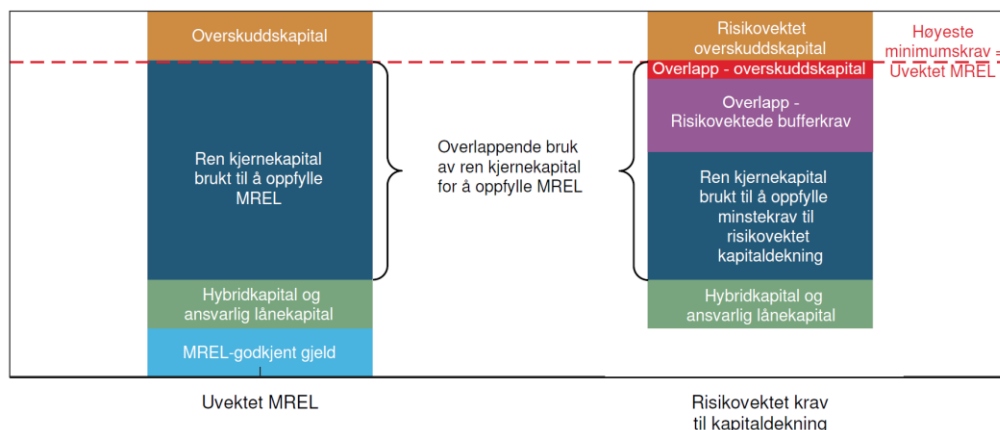 Overskuddskapital
Ren kjernekapital
brukt til å oppfylle
MREL
Hybridkapital og
ansvarlig lånekapital
MREL-godkjent gjeld
Uvektet MREL
Overlappende bruk
av ren kjernekapital
for å oppfylle MREL
Risikovektet
overskuddskapital
Overlapp - overskuddskapital
Overlapp -
Risikovektede bufferkrav
Ren kjernekapital
brukt til å oppfylle
minstekrav til
risikovektet
kapitaldekning
Hybridkapital og
ansvarlig lånekapital
Risikovektet krav
til kapitaldekning
Høyeste
minimumskrav =
Uvektet MREL